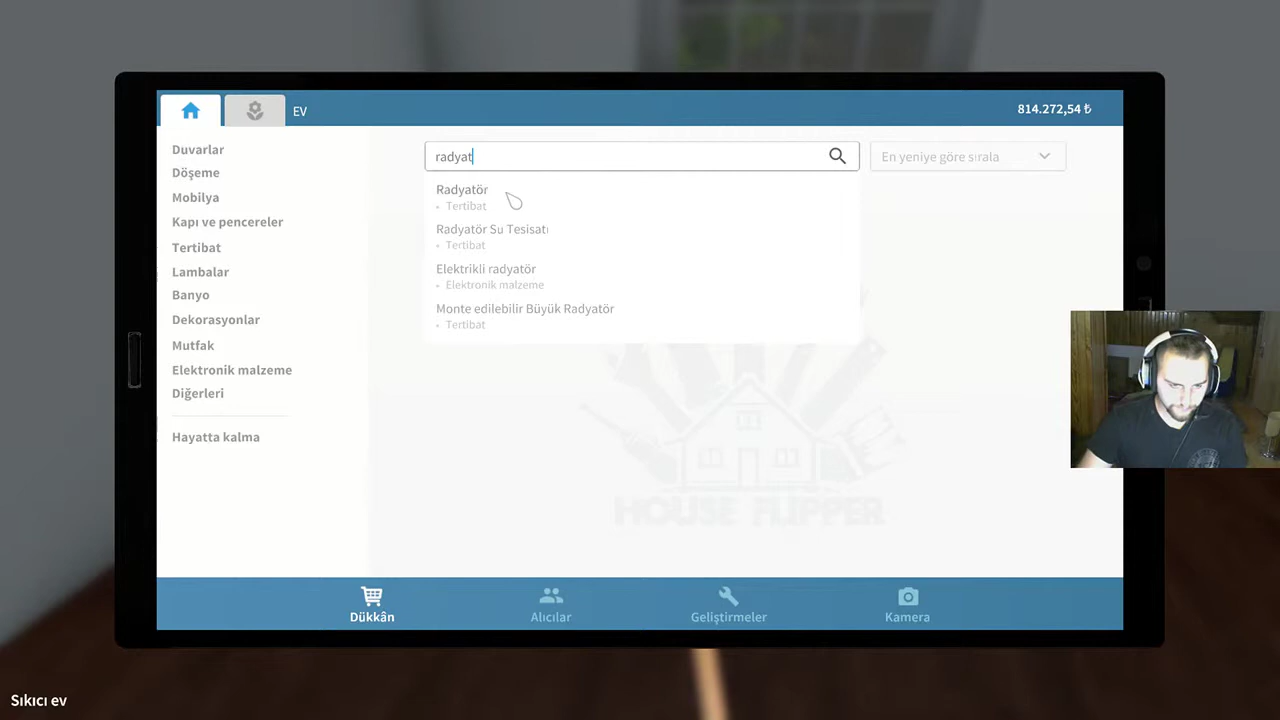 EV
814.272,54 ₺
Duvarlar
Döşeme
Mobilya
Kapı ve pencereler
Tertibat
Lambalar
Banyo
Dekorasyonlar
Mutfak
Elektronik malzeme
Diğerleri
Hayatta kalma
radyat
En yeniye göre sırala
Radyatör
• Tertibat
Radyatör Su Tesisatı
• Tertibat
Elektrikli radyatör
• Elektronik malzeme
Monte edilebilir Büyük Radyatör
• Tertibat
HOUSE FLIPPER
Dükkân
Alıcılar
Geliştirmeler
Kamera
Sıkıcı ev